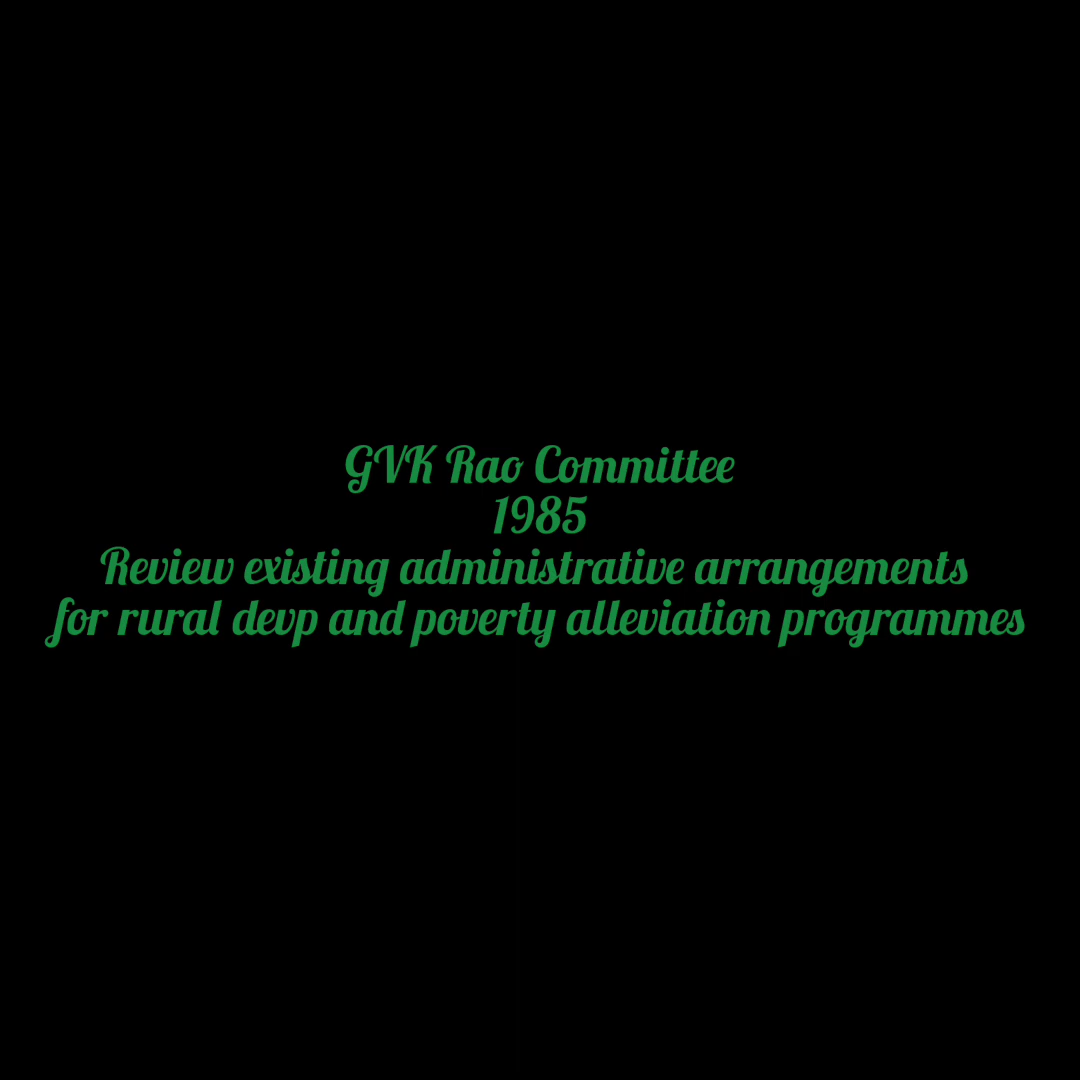 GVK Rao Committee
1985
Review existing administrative arrangements
for rural devp and poverty alleviation programmes